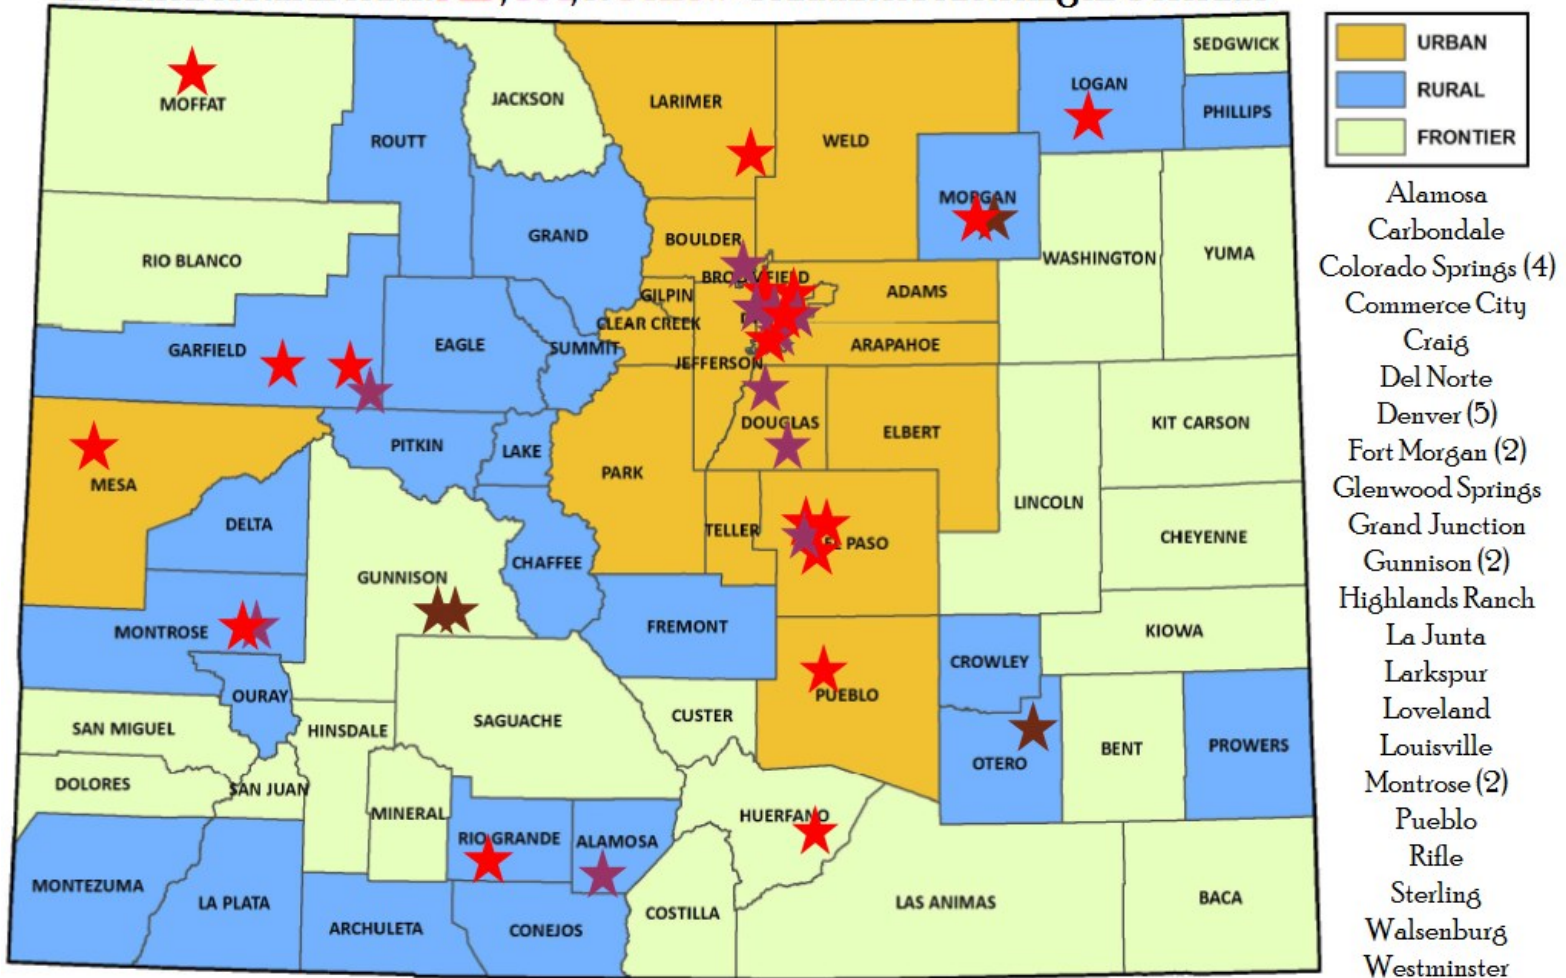 SEDGWICK
LOGAN
PHILLIPS
MOFFAT
JACKSON
LARIMER
WELD
ROUTT
MORGAN
WASHINGTON
YUMA
RIO BLANCO
GRAND
BOULDER
BROOMFIELD
GILPIN
ADAMS
CLEAR CREEK
GARFIELD
EAGLE
SUMMIT
JEFFERSON
ARAPAHOE
DOUGLAS
ELBERT
KIT CARSON
MESA
PITKIN
LAKE
PARK
LINCOLN
DELTA
TELLER
EL PASO
CHEYENNE
GUNNISON
CHAFFEE
MONTROSE
FREMONT
KIOWA
CROWLEY
OURAY
PUEBLO
SAN MIGUEL
HINSDALE
SAGUACHE
CUSTER
OTERO
BENT
PROWERS
DOLORES
SAN JUAN
MINERAL
HUERFANO
RIO GRANDE
ALAMOSA
MONTEZUMA
LA PLATA
ARCHULETA
CONEJOS
COSTILLA
LAS ANIMAS
BACA
URBAN
RURAL
FRONTIER
Alamosa
Carbondale
Colorado Springs (4)
Commerce City
Craig
Del Norte
Denver (5)
Fort Morgan (2)
Glenwood Springs
Grand Junction
Gunnison (2)
Highlands Ranch
La Junta
Larkspur
Loveland
Louisville
Montrose (2)
Pueblo
Rifle
Sterling
Walsenburg
Westminster